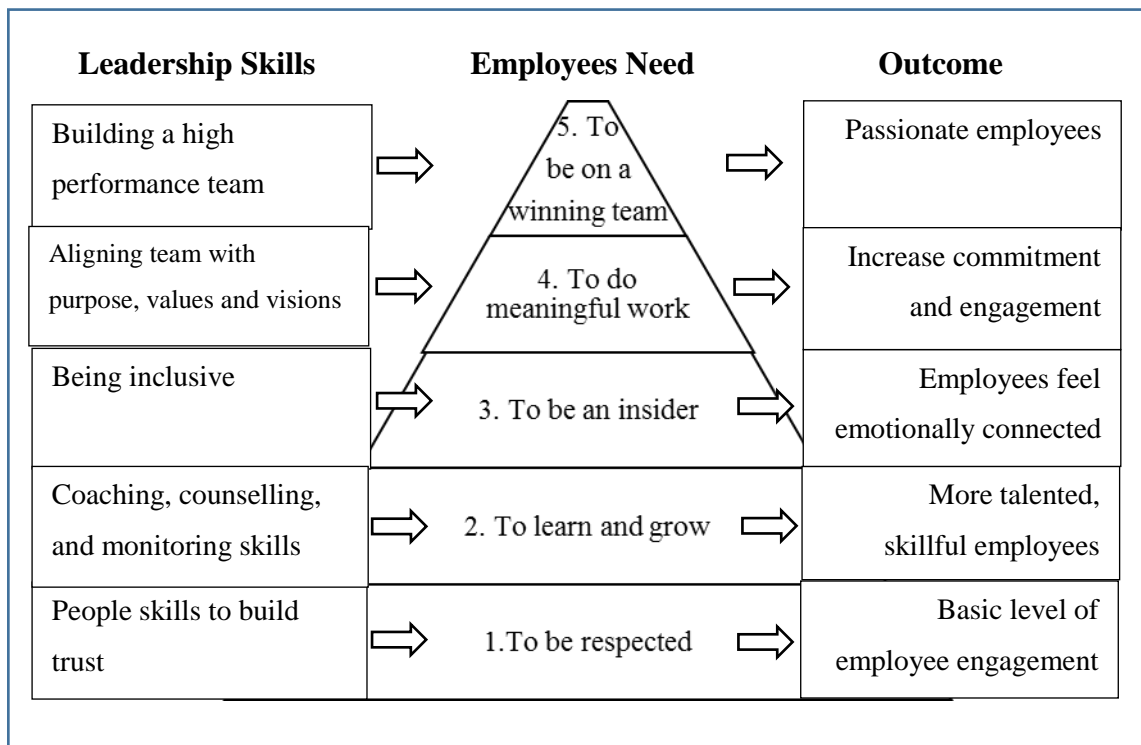 Leadership Skills
Employees Need
Outcome
Building a high
performance team
5. To
be on a
winning team
Passionate employees
Aligning team with
purpose, values and visions
4. To do
meaningful work
Increase commitment
and engagement
Being inclusive
3. To be an insider
Employees feel
emotionally connected
Coaching, counselling,
and monitoring skills
2. To learn and grow
More talented,
skillful employees
People skills to build
trust
1.To be respected
Basic level of
employee engagement